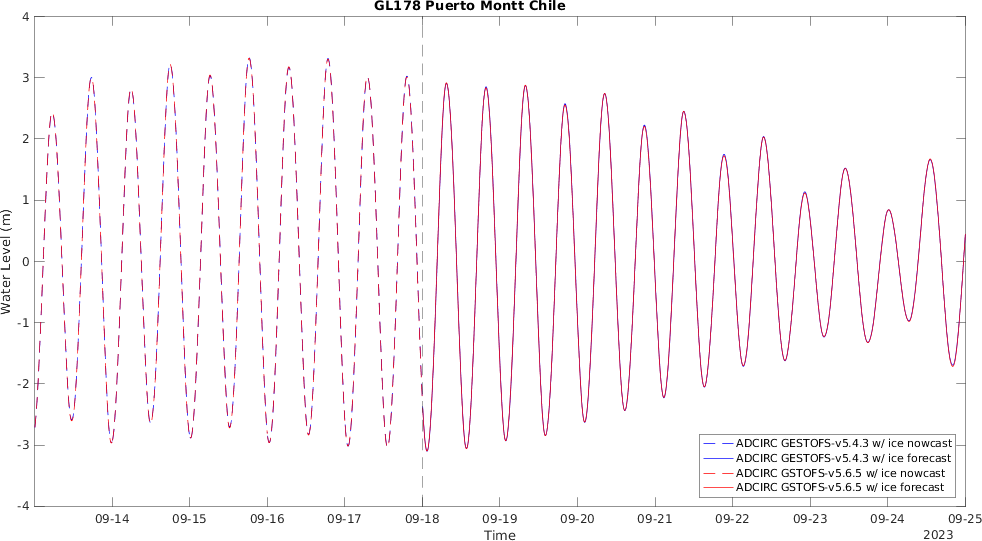 GL178 Puerto Montt Chile
4
3
2
1
0
-1
-2
-3
-4
Water Level (m)
ADCIRC GESTOFS-v5.4.3 w/ ice nowcast
ADCIRC GESTOFS-v5.4.3 w/ ice forecast
ADCIRC GSTOFS-v5.6.5 w/ ice nowcast
ADCIRC GSTOFS-v5.6.5 w/ ice forecast
09-14 09-15 09-16 09-17 09-18 09-19 09-20 09-21 09-22 09-23 09-24 09-25
Time
2023